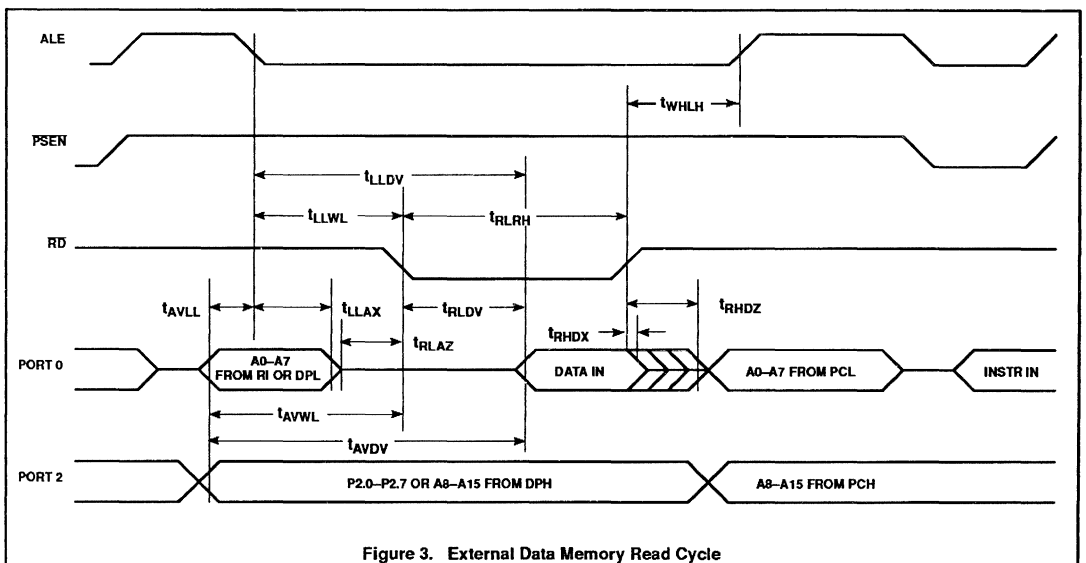 ALE
tWHLH
PSEN
tLLDV
tLLWL
tRLRH
RD
tAVLL
tLLAX
tRLDV
tRHDZ
tRLAZ
tRHDX
PORT 0
A0–A7
FROM RI OR DPL
DATA IN
A0–A7 FROM PCL
INSTR IN
tAVWL
tAVDV
PORT 2
P2.0–P2.7 OR A8–A15 FROM DPH
A8–A15 FROM PCH
Figure 3. External Data Memory Read Cycle